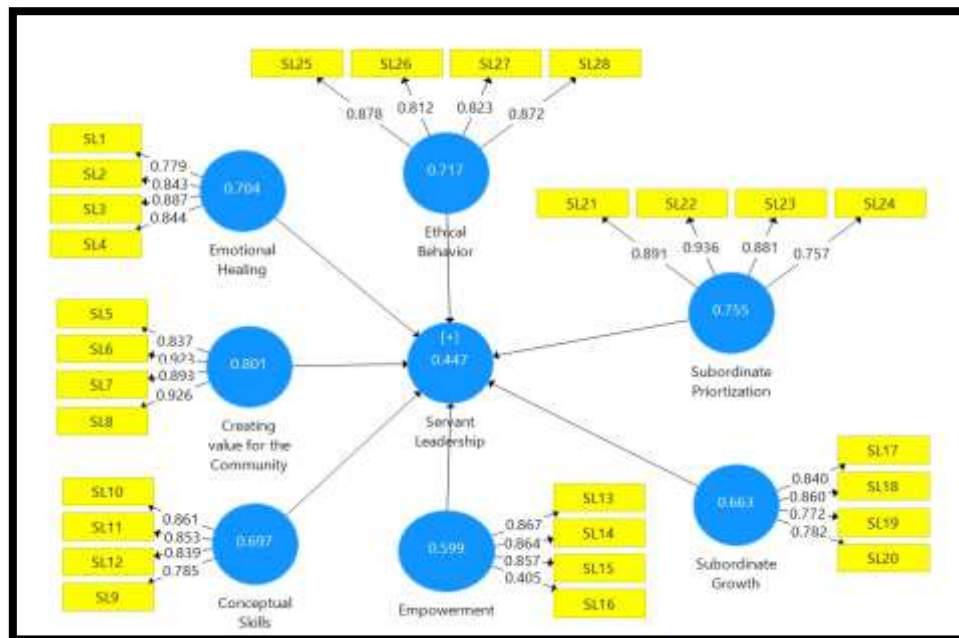 SL25
SL26
SL27
SL28
0.878
0.812
0.823
0.872
0.717
Ethical
Behavior
SL1
SL2
SL3
SL4
0.779
0.843
0.887
0.844
0.704
Emotional
Healing
SL21
SL22
SL23
SL24
0.891
0.936
0.881
0.757
0.755
Subordinate
Priortization
SL5
SL6
SL7
SL8
0.837
0.923
0.893
0.926
0.801
Creating
value for the
Community
[+]
0.447
Servant
Leadership
SL10
SL11
SL12
SL9
0.861
0.853
0.839
0.785
0.697
Conceptual
Skills
0.599
Empowerment
0.867
0.864
0.857
0.405
SL13
SL14
SL15
SL16
0.663
Subordinate
Growth
0.840
0.860
0.772
0.782
SL17
SL18
SL19
SL20